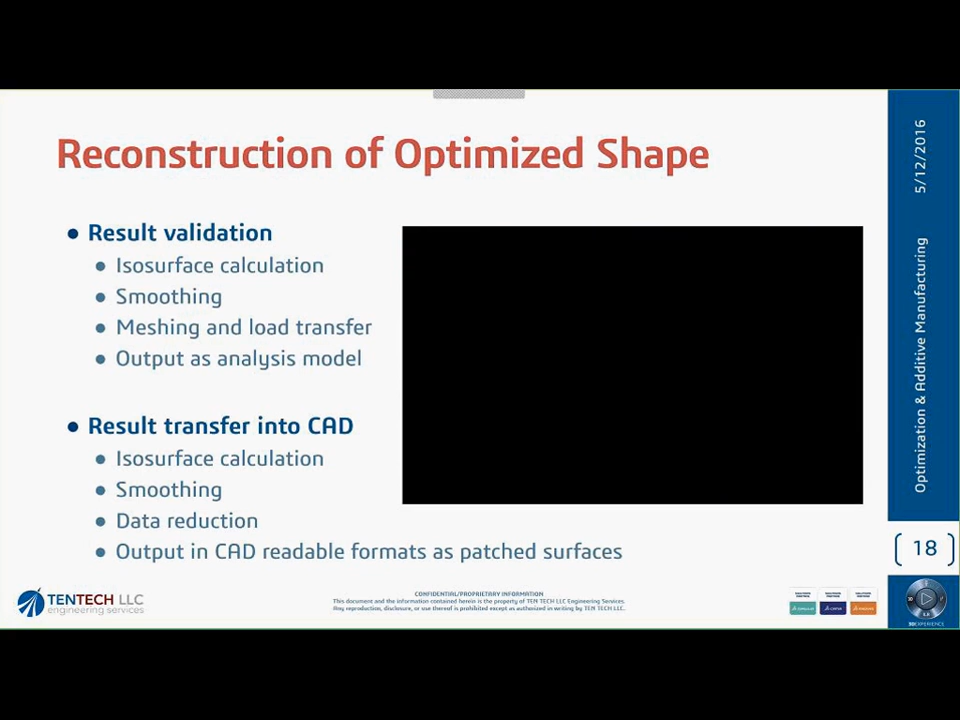 Reconstruction of Optimized Shape
● Result validation
● Isosurface calculation
● Smoothing
● Meshing and load transfer
● Output as analysis model
● Result transfer into CAD
● Isosurface calculation
● Smoothing
● Data reduction
● Output in CAD readable formats as patched surfaces
5/12/2016
Optimization & Additive Manufacturing
18
TENTECH LLC
engineering services
CONFIDENTIAL/PROPRIETARY INFORMATION
This document and the information contained herein is the property of TEN TECH LLC Engineering Services.
Any reproduction, disclosure, or use thereof is prohibited except as authorized in writing by TEN TECH LLC.
3DEXPERIENCE